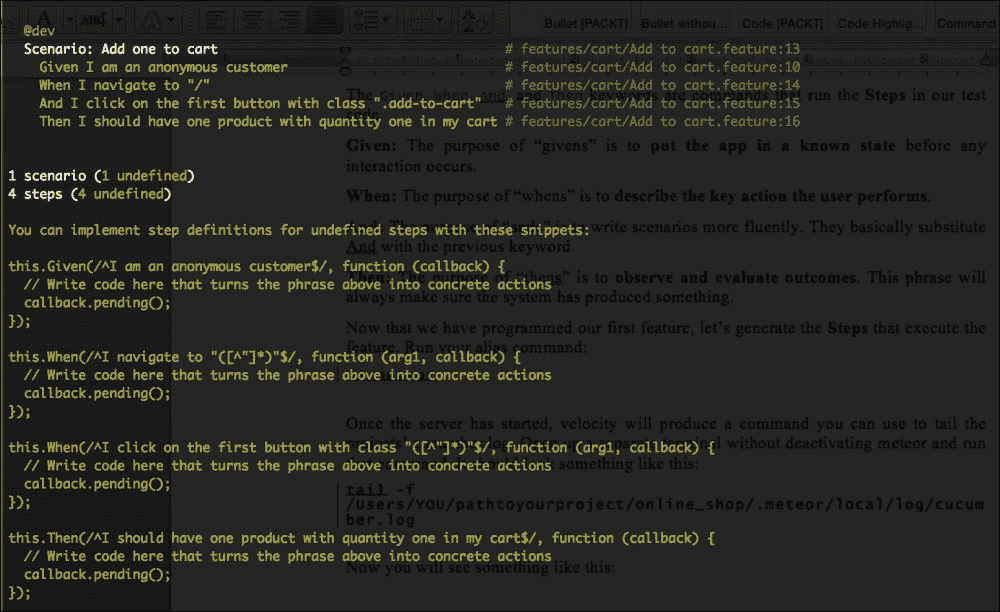 Bullet [PACKT] Bullet withou... Code [PACKT] Code Highlig... Command
@dev
Scenario: Add one to cart # features/cart/Add to cart.feature:13
Given I am an anonymous customer # features/cart/Add to cart.feature:10
When I navigate to "/" # features/cart/Add to cart.feature:14
And I click on the first button with class ".add-to-cart" # features/cart/Add to cart.feature:15
Then I should have one product with quantity one in my cart # features/cart/Add to cart.feature:16
The Given, When, And, and Then keywords are commands that run the Steps in our test
Given: The purpose of “givens” is to put the app in a known state before any
interaction occurs.
1 scenario (1 undefined)
4 steps (4 undefined)
When: The purpose of “whens” is to describe the key action the user performs.
write scenarios more fluently. They basically substitute
And with the previous keyword.
You can implement step definitions for undefined steps with these snippets:
Then: The purpose of “thens” is to observe and evaluate outcomes. This phrase will
always make sure the system has produced something.
this.Given(/^I am an anonymous customer$/, function (callback) {
// Write code here that turns the phrase above into concrete actions
callback.pending();
});
Now that we have programmed our first feature, let’s generate the Steps that execute the
feature. Run your alias command:
this.When(/^I navigate to "([^"]*)"$/, function (arg1, callback) {
// Write code here that turns the phrase above into concrete actions
callback.pending();
});
Once the server has started, velocity will produce a command you can use to tail the
without deactivating meteor and run
something like this:
this.When(/^I click on the first button with class "([^"]*)"$/, function (arg1, callback) {
// Write code here that turns the phrase above into concrete actions
callback.pending();
});
tail -f
/Users/YOU/pathtoyourproject/online_shop/.meteor/local/log/cucum
ber.log
this.Then(/^I should have one product with quantity one in my cart$/, function (callback) {
// Write code here that turns the phrase above into concrete actions
callback.pending();
});
Now you will see something like this: